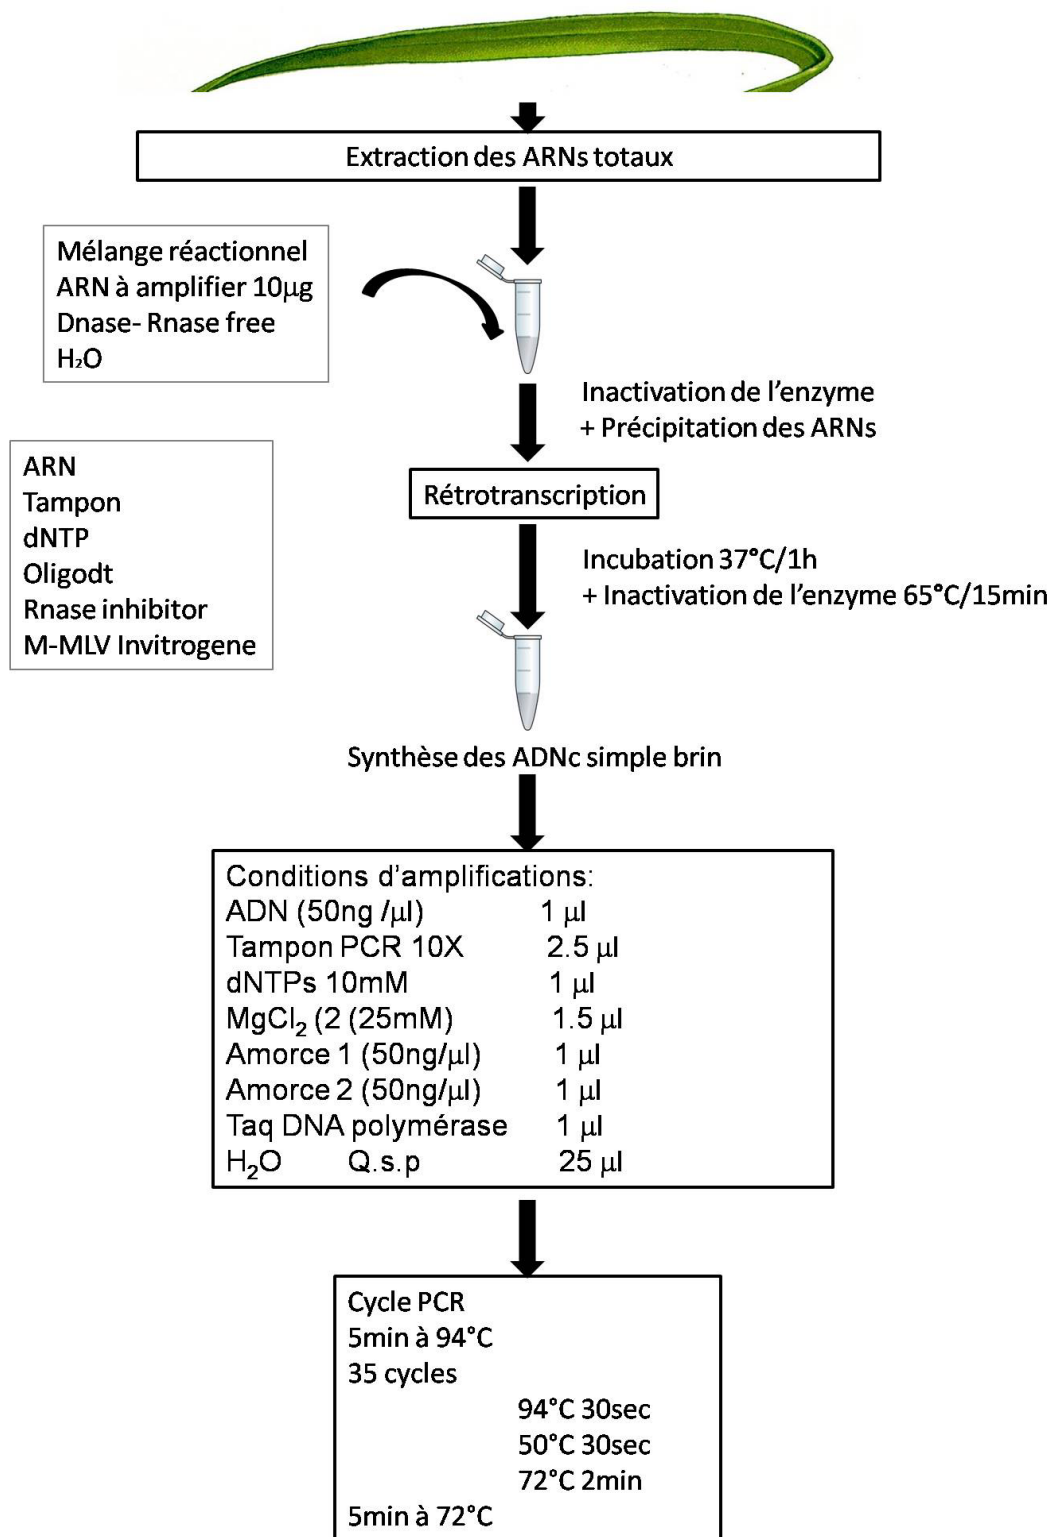 Extraction des ARNs totaux
Mélange réactionnel
ARN à amplifier 10µg
Dnase- Rnase free
H₂O
Inactivation de l'enzyme
+ Précipitation des ARNs
ARN
Tampon
dNTP
Oligodt
Rnase inhibitor
M-MLV Invitrogene
Rétrotranscription
Incubation 37°C/1h
+ Inactivation de l'enzyme 65°C/15min
Synthèse des ADNc simple brin
Conditions d'amplifications:
ADN (50ng /µl) 1 µl
Tampon PCR 10X 2.5 µl
dNTPs 10mM 1 µl
MgCl₂ (2 (25mM) 1.5 µl
Amorce 1 (50ng/µl) 1 µl
Amorce 2 (50ng/µl) 1 µl
Taq DNA polymérase 1 µl
H₂O Q.s.p 25 µl
Cycle PCR
5min à 94°C
35 cycles
94°C 30sec
50°C 30sec
72°C 2min
5min à 72°C